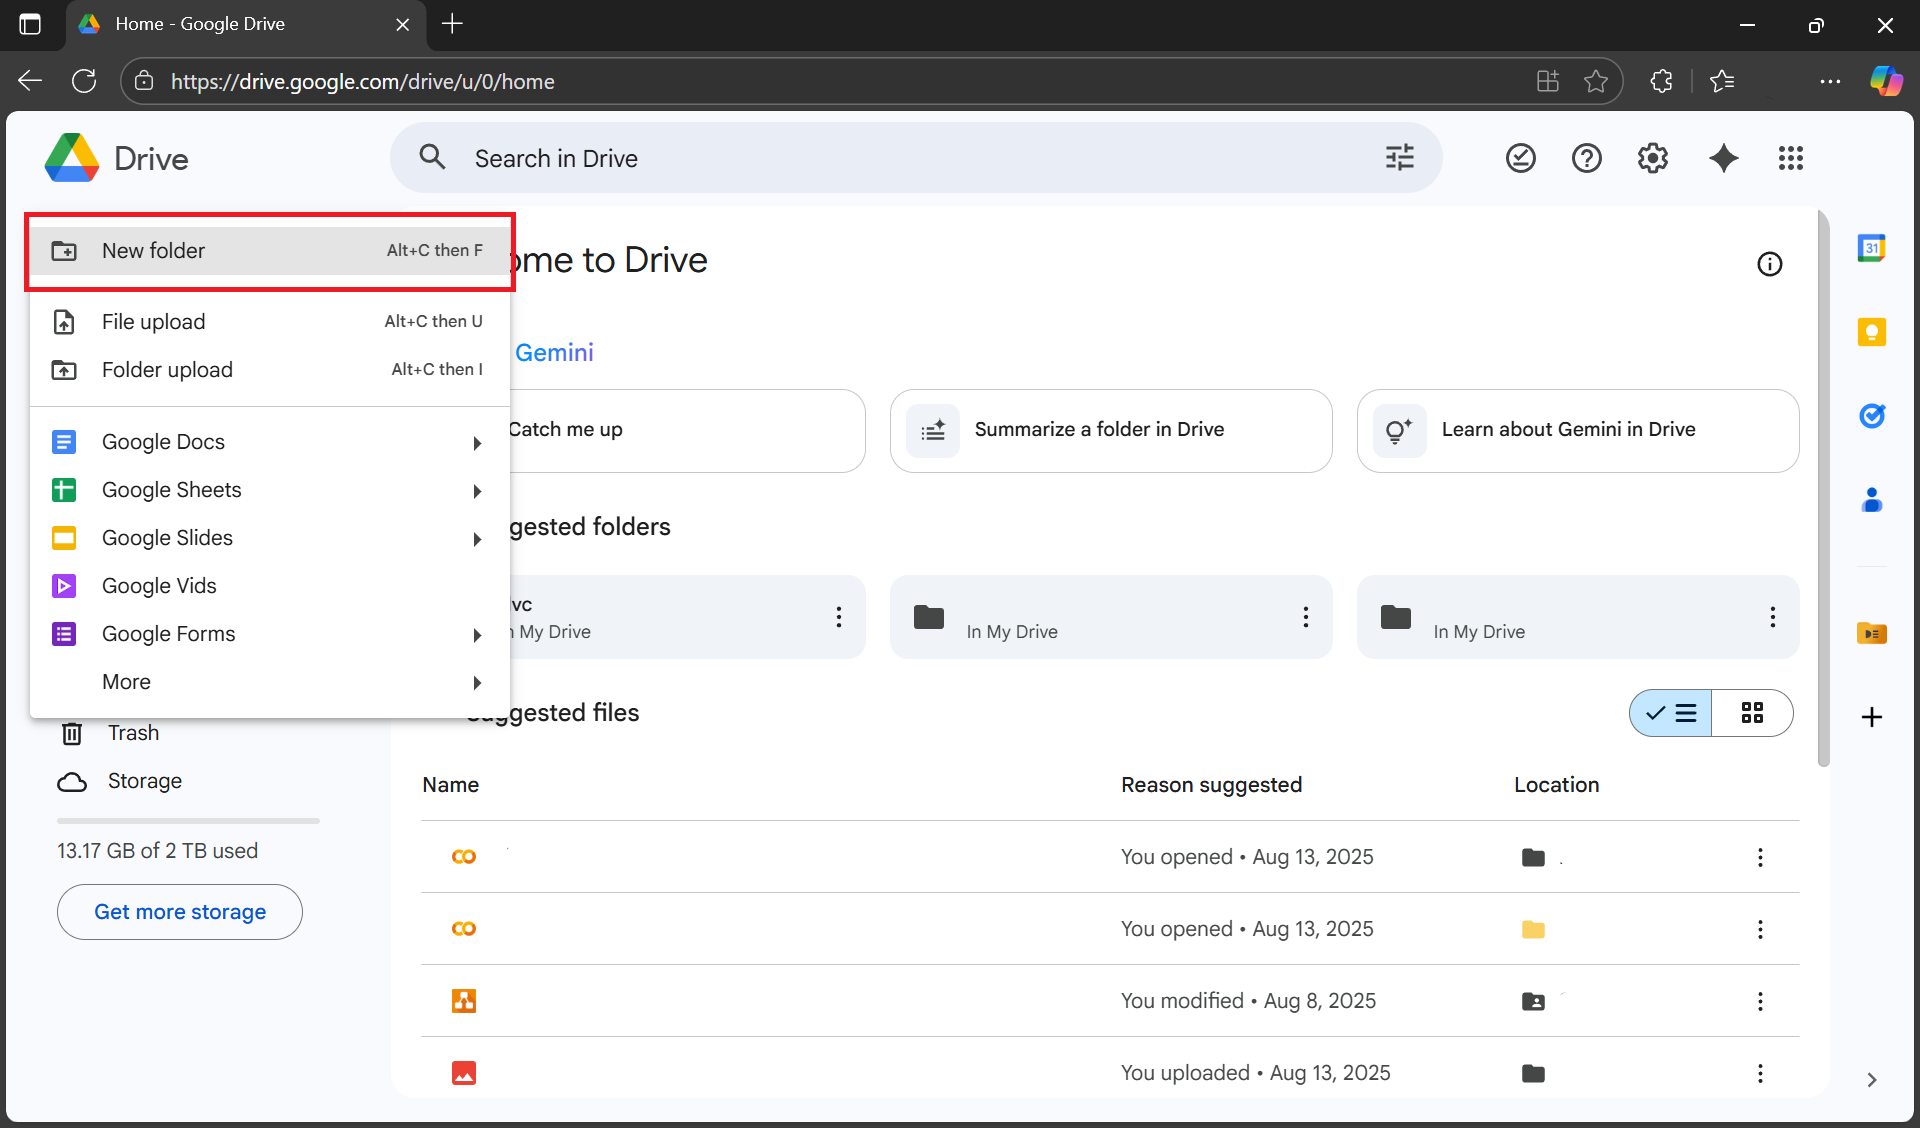 Home - Google Drive
https://drive.google.com/drive/u/0/home
Drive
Search in Drive
New folder Alt+C then F
ome to Drive
31
File upload Alt+C then U
Gemini
Folder upload Alt+C then I
Catch me up
Summarize a folder in Drive
Learn about Gemini in Drive
Google Docs
Google Sheets
ggested folders
Google Slides
Google Vids
vc
My Drive
In My Drive
In My Drive
Google Forms
More
Suggested files
Trash
Storage
Name Reason suggested Location
13.17 GB of 2 TB used
You opened • Aug 13, 2025
Get more storage
You opened • Aug 13, 2025
You modified • Aug 8, 2025
You uploaded • Aug 13, 2025